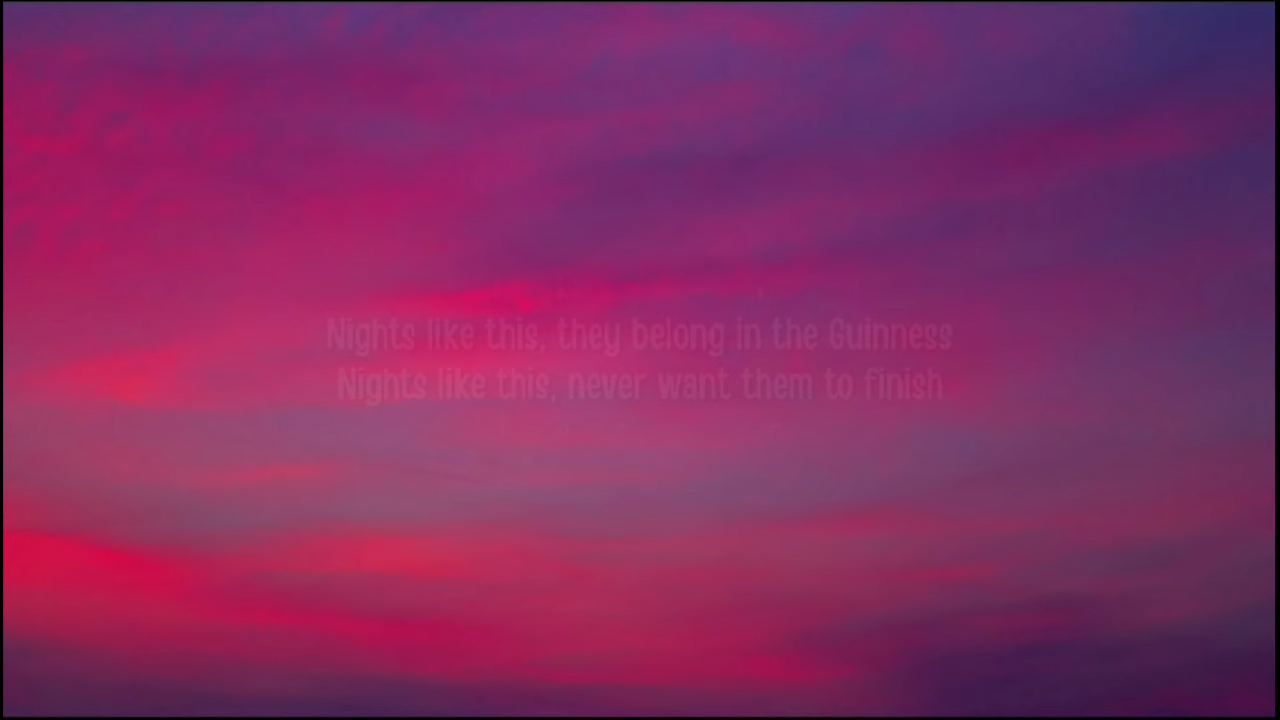 Nights like this, they belong in the Guinness
Nights like this, never want them to finish